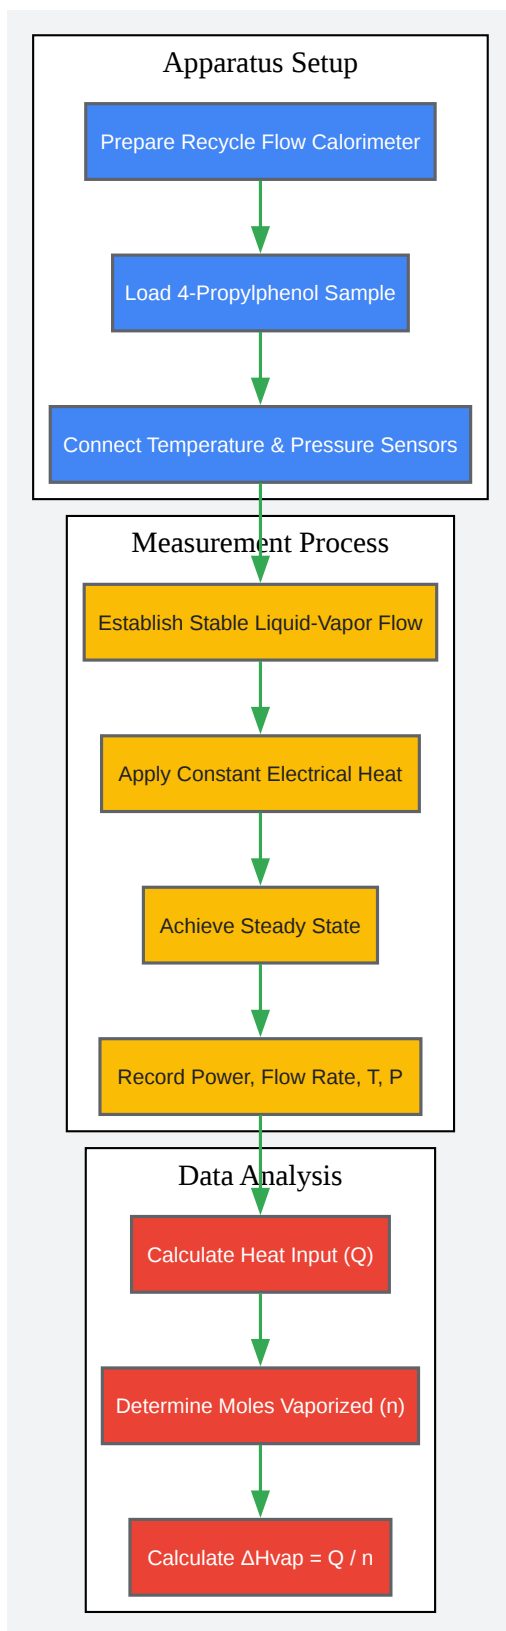 Apparatus Setup
Prepare Recycle Flow Calorimeter
Load 4-Propylphenol Sample
Connect Temperature & Pressure Sensors
Measurement Process
Establish Stable Liquid-Vapor Flow
Apply Constant Electrical Heat
Achieve Steady State
Record Power, Flow Rate, T, P
Data Analysis
Calculate Heat Input (Q)
Determine Moles Vaporized (n)
Calculate ΔHvap = Q / n